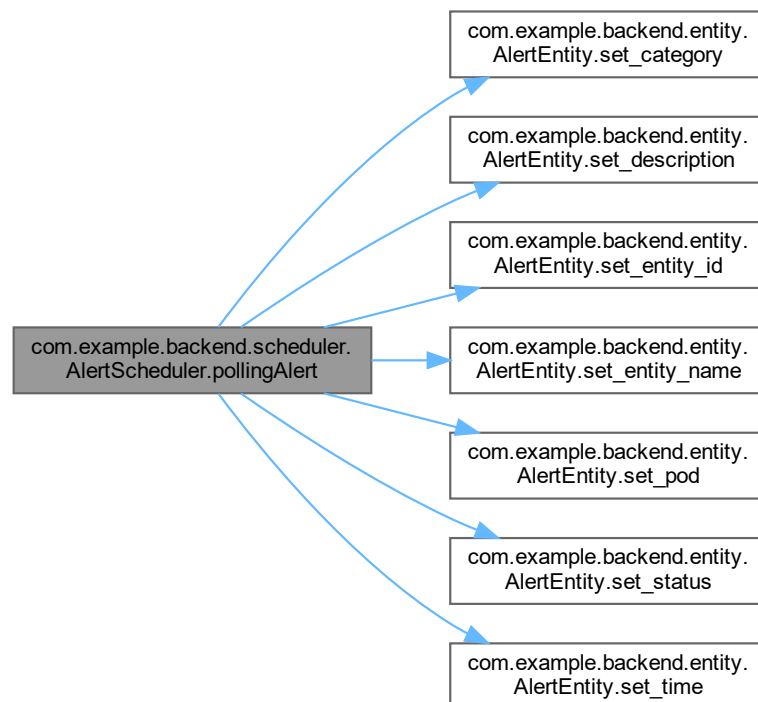 com.example.backend.entity.
AlertEntity.set_category
com.example.backend.entity.
AlertEntity.set_description
com.example.backend.entity.
AlertEntity.set_entity_id
com.example.backend.scheduler.
AlertScheduler.pollingAlert
com.example.backend.entity.
AlertEntity.set_entity_name
com.example.backend.entity.
AlertEntity.set_pod
com.example.backend.entity.
AlertEntity.set_status
com.example.backend.entity.
AlertEntity.set_time